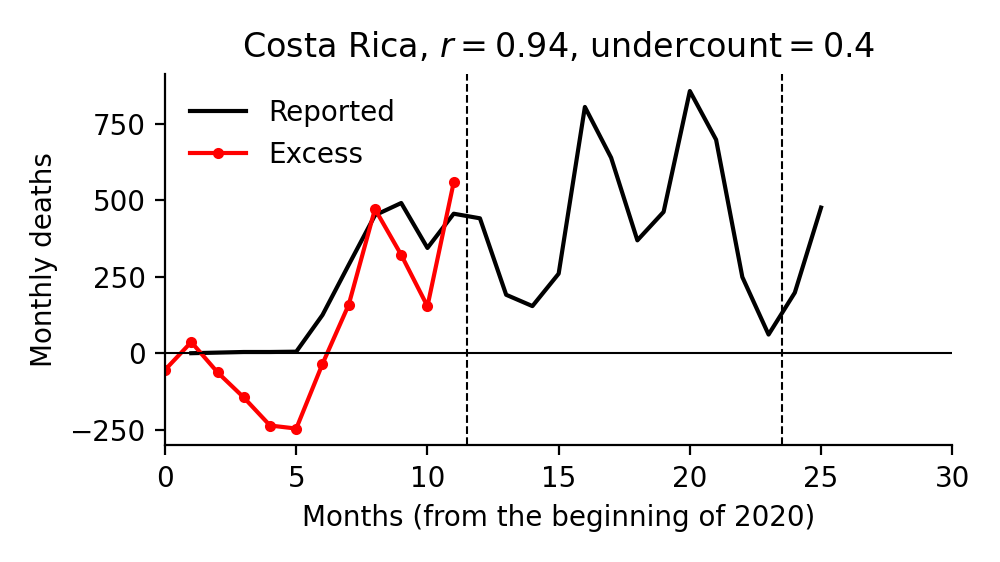 Costa Rica, r = 0.94, undercount = 0.4
Reported
Excess
Monthly deaths
750
500
250
0
−250
0 5 10 15 20 25 30
Months (from the beginning of 2020)